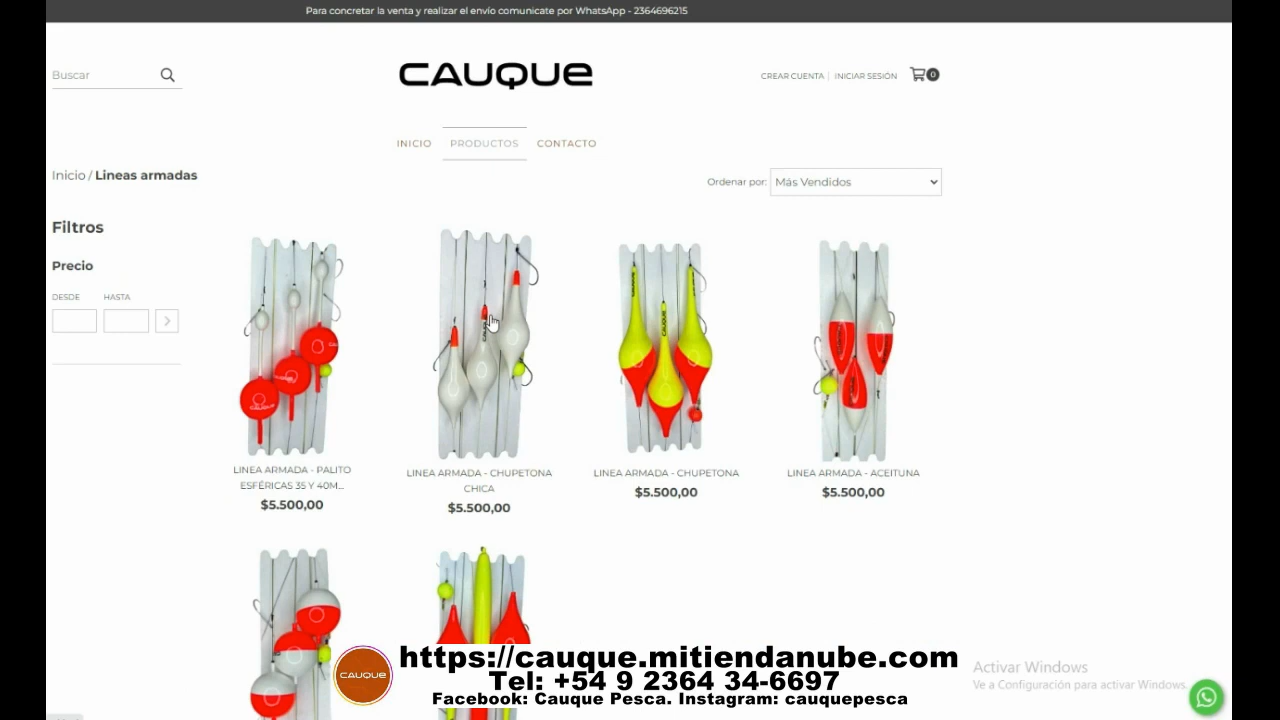 Para concretar la venta y realizar el envío comunicate por WhatsApp - 2364696215
Buscar
CAUQUE
CREAR CUENTA | INICIAR SESIÓN
0
INICIO
PRODUCTOS
CONTACTO
Inicio / Lineas armadas
Ordenar por:
Más Vendidos
Filtros
Precio
DESDE
HASTA
CAUQUE
LINEA ARMADA - PALITO
ESFÉRICAS 35 Y 40M...
$5.500,00
LINEA ARMADA - CHUPETONA
CHICA
$5.500,00
LINEA ARMADA - CHUPETONA
$5.500,00
LINEA ARMADA - ACEITUNA
$5.500,00
CAUQUE
https://cauque.mitiendanube.com
Tel: +54 9 2364 34-6697
Facebook: Cauque Pesca. Instagram: cauquepesca
Activar Windows
Ve a Configuración para activar Windows.